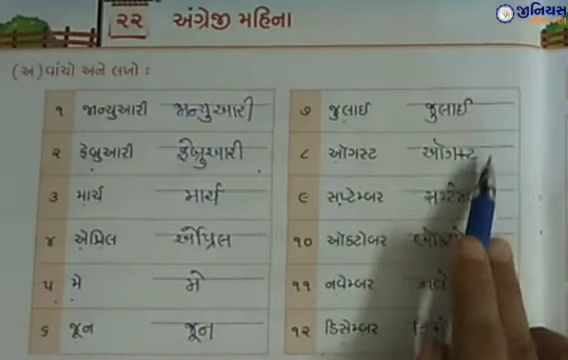 જીનિયસ
૨૨ અંગ્રેજી મહિના
(અ) વાંચો અને લખો :
૧ જાન્યુઆરી જાન્યુઆરી
૨ ફેબ્રુઆરી ફેબ્રુઆરી
૩ માર્ચ માર્ચ
૪ એપ્રિલ એપ્રિલ
૫ મે મે
૬ જૂન જૂન
૭ જુલાઈ જુલાઈ
૮ ઑગસ્ટ ઑગસ્ટ
૯ સપ્ટેમ્બર
૧૦ ઑક્ટોબર
૧૧ નવેમ્બર
૧૨ ડિસેમ્બર